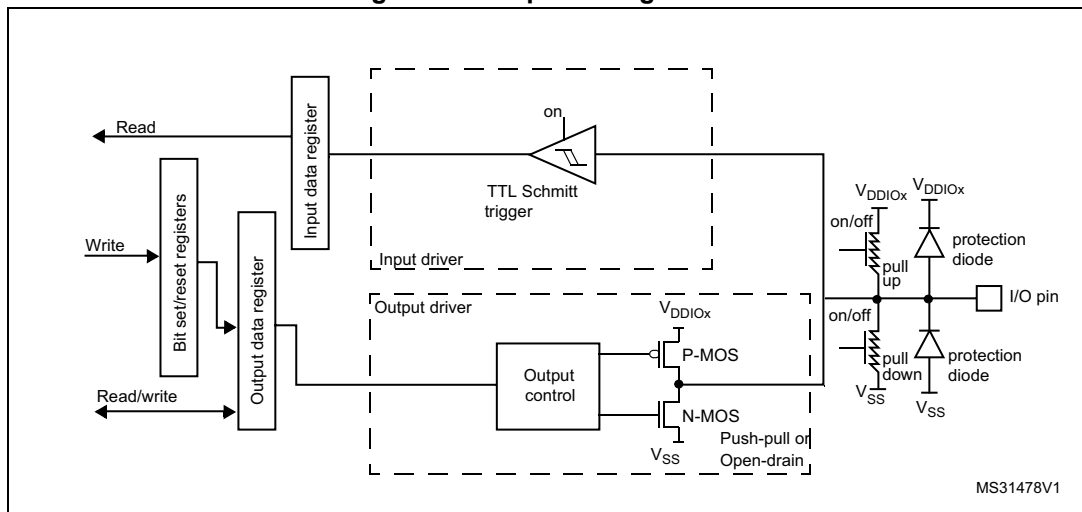 Read
Input data register
on
TTL Schmitt
trigger
Input driver
Write
Bit set/reset registers
Output data register
Read/write
Output driver
Output
control
VDDIOx
P-MOS
N-MOS
VSS
Push-pull or
Open-drain
VDDIOx
on/off
pull
up
VDDIOx
protection
diode
I/O pin
on/off
pull
down
VSS
protection
diode
VSS
MS31478V1